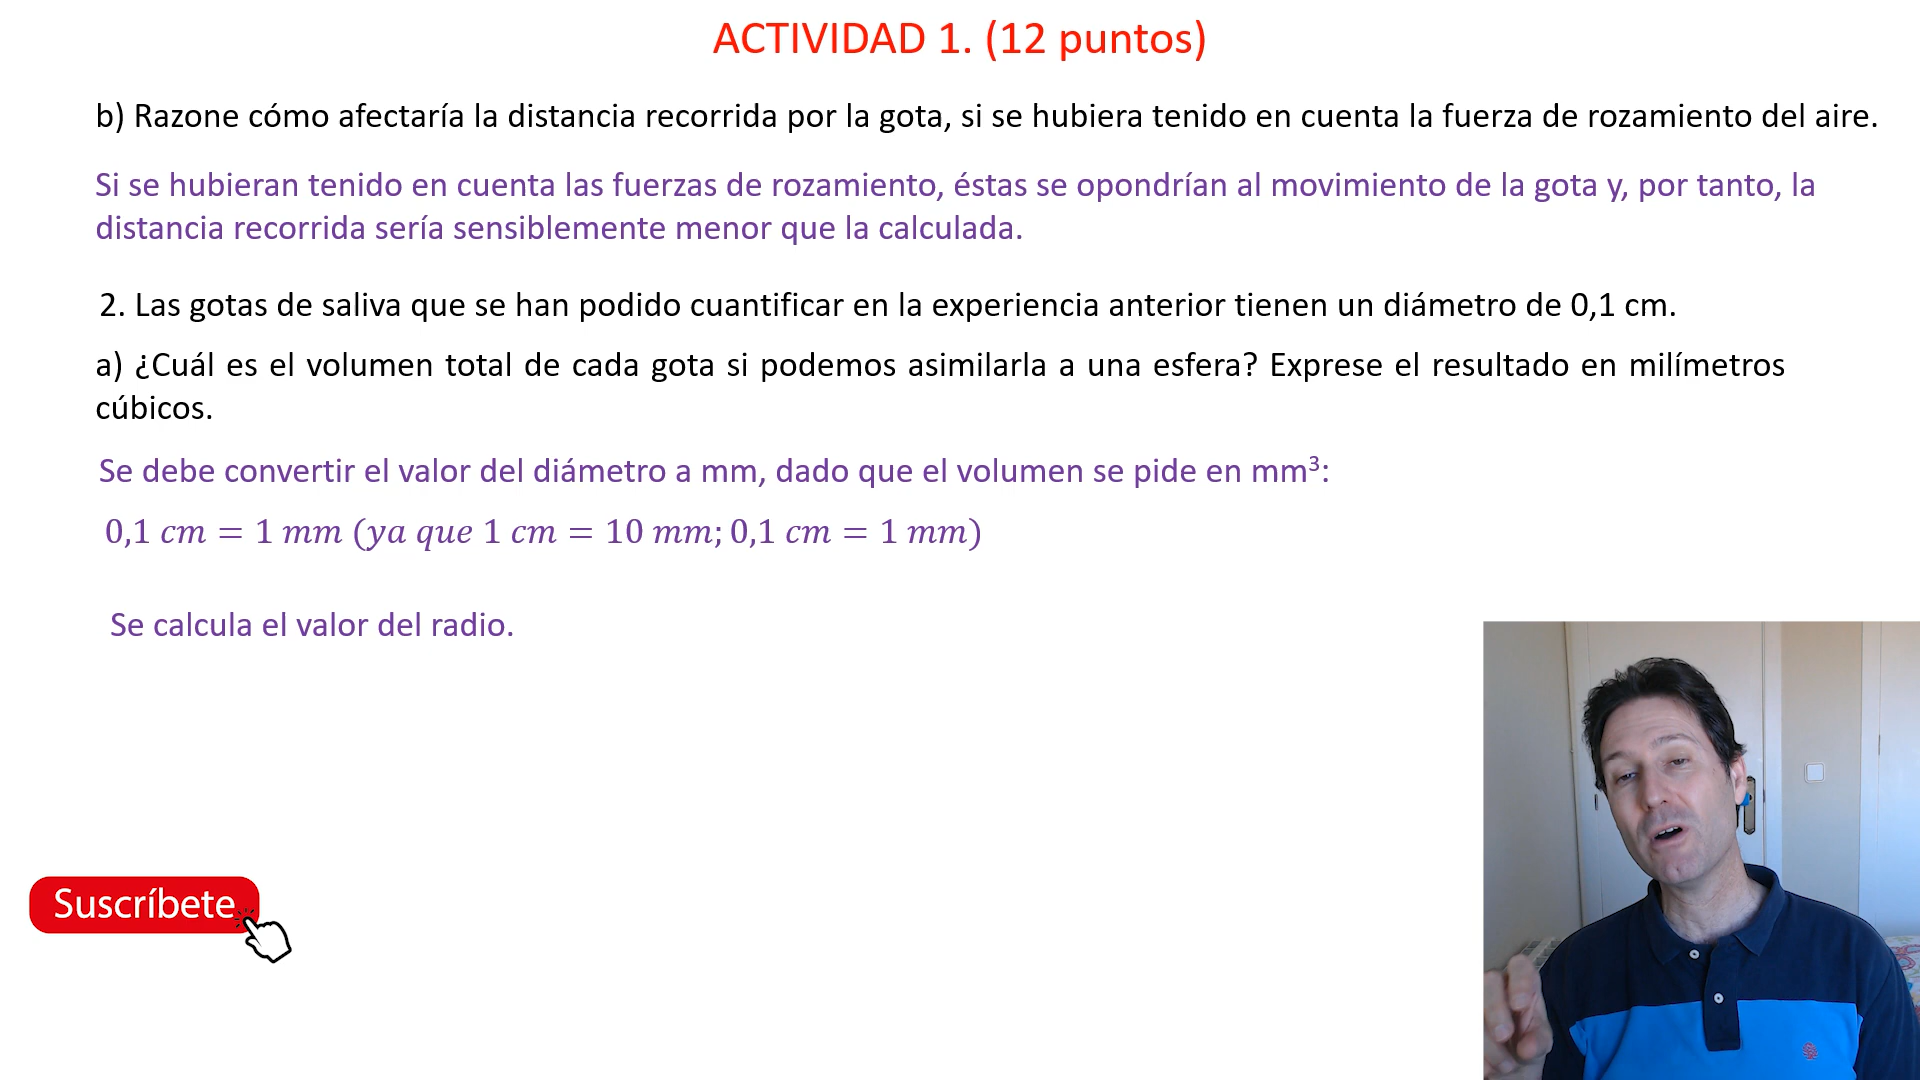 ACTIVIDAD 1. (12 puntos)
b) Razone cómo afectaría la distancia recorrida por la gota, si se hubiera tenido en cuenta la fuerza de rozamiento del aire.
Si se hubieran tenido en cuenta las fuerzas de rozamiento, éstas se opondrían al movimiento de la gota y, por tanto, la
distancia recorrida sería sensiblemente menor que la calculada.
2. Las gotas de saliva que se han podido cuantificar en la experiencia anterior tienen un diámetro de 0,1 cm.
a) ¿Cuál es el volumen total de cada gota si podemos asimilarla a una esfera? Exprese el resultado en milímetros
cúbicos.
Se debe convertir el valor del diámetro a mm, dado que el volumen se pide en mm³:
0,1 cm = 1 mm (ya que 1 cm = 10 mm; 0,1 cm = 1 mm)
Se calcula el valor del radio.
Suscríbete